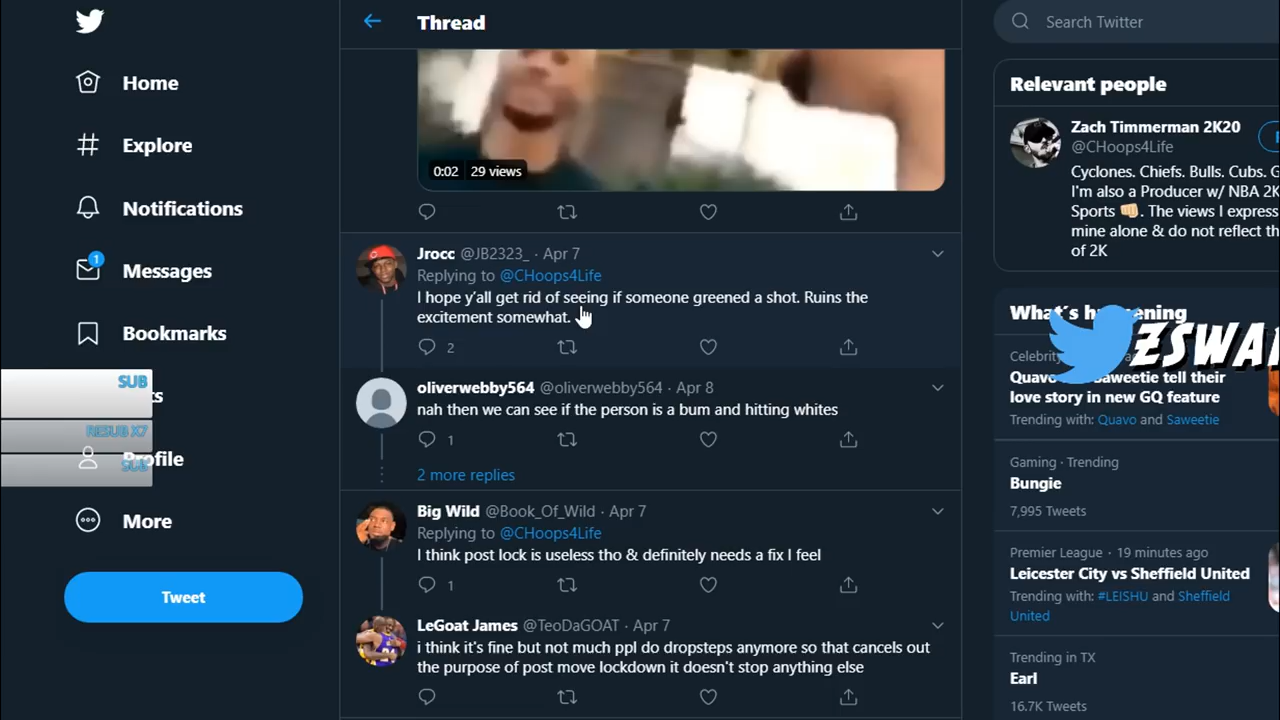 Home
Explore
Notifications
1
Messages
Bookmarks
SUB
RESUB X7
SUB
Profile
More
Tweet
Thread
0:02 29 views
Jrocc @JB2323_ · Apr 7
Replying to @CHoops4Life
I hope y'all get rid of seeing if someone greened a shot. Ruins the
excitement somewhat.
2
oliverwebby564 @oliverwebby564 · Apr 8
nah then we can see if the person is a bum and hitting whites
1
2 more replies
Big Wild @Book_Of_Wild · Apr 7
Replying to @CHoops4Life
I think post lock is useless tho & definitely needs a fix I feel
1
LeGoat James @TeoDaGOAT · Apr 7
i think it's fine but not much ppl do dropsteps anymore so that cancels out
the purpose of post move lockdown it doesn't stop anything else
Search Twitter
Relevant people
Zach Timmerman 2K20
@CHoops4Life
Cyclones. Chiefs. Bulls. Cubs. G
I'm also a Producer w/ NBA 2K
Sports
The views I express
mine alone & do not reflect th
of 2K
What's happening
ZSWA
Celebrity
Quavo and Saweetie tell their
love story in new GQ feature
Trending with: Quavo and Saweetie
Gaming · Trending
Bungie
7,995 Tweets
Premier League · 19 minutes ago
Leicester City vs Sheffield United
Trending with: #LEISHU and Sheffield
United
Trending in TX
Earl
16.7K Tweets